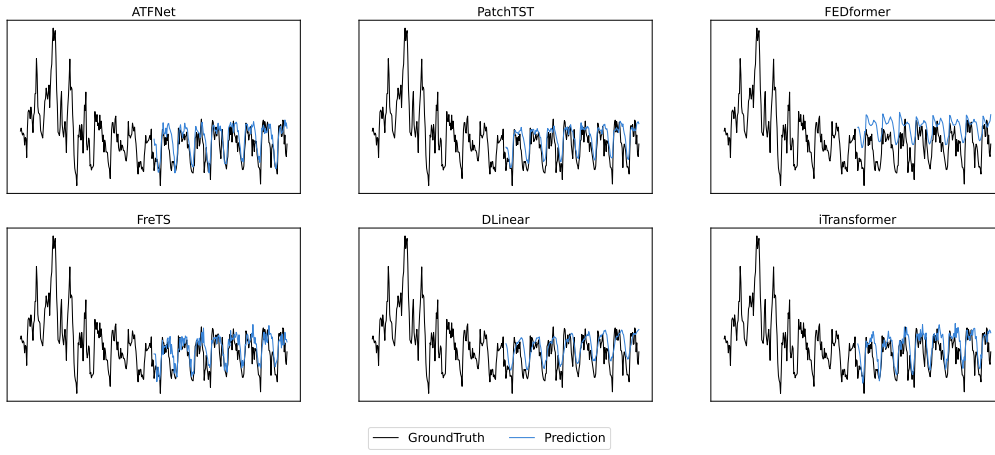 ATFNet
PatchTST
FEDformer
FreTS
DLinear
iTransformer
GroundTruth
Prediction